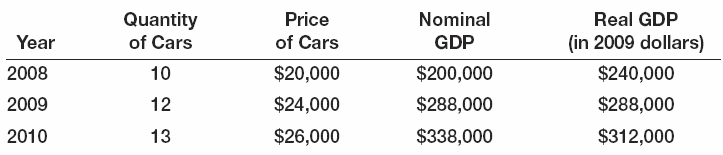 Quantity Price Nominal Real GDP
Year of Cars of Cars GDP (in 2009 dollars)
2008 10 $20,000 $200,000 $240,000
2009 12 $24,000 $288,000 $288,000
2010 13 $26,000 $338,000 $312,000